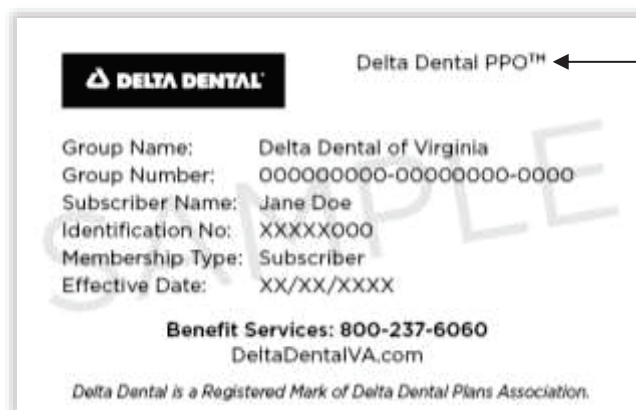 DELTA DENTAL
Delta Dental PPO™
Group Name: Delta Dental of Virginia
Group Number: 000000000-00000000-0000
Subscriber Name: Jane Doe
Identification No: XXXXX000
Membership Type: Subscriber
Effective Date: XX/XX/XXXX
SAMPLE
Benefit Services: 800-237-6060
DeltaDentalVA.com
Delta Dental is a Registered Mark of Delta Dental Plans Association.